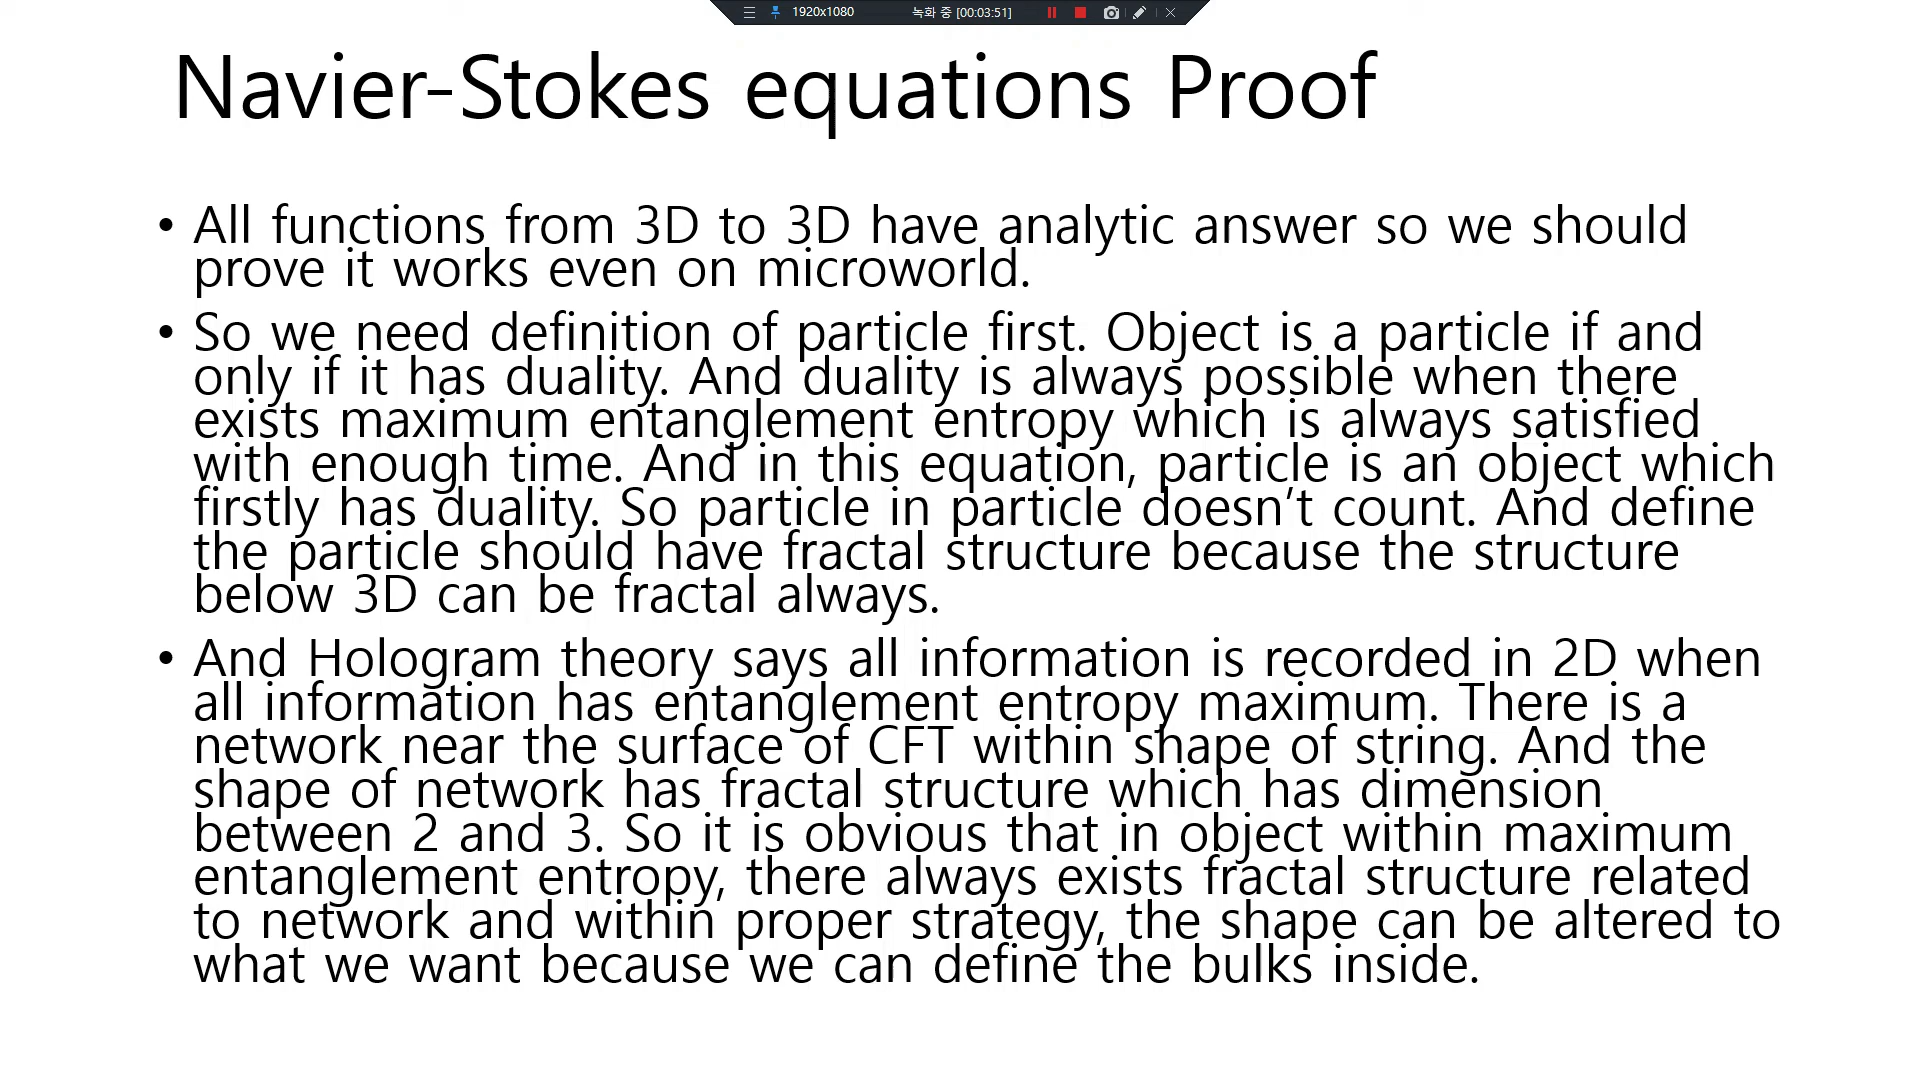 1920x1080 녹화 중 [00:03:51]
Navier-Stokes equations Proof
• All functions from 3D to 3D have analytic answer so we should
prove it works even on microworld.
• So we need definition of particle first. Object is a particle if and
only if it has duality. And duality is always possible when there
exists maximum entanglement entropy which is always satisfied
with enough time. And in this equation, particle is an object which
firstly has duality. So particle in particle doesn’t count. And define
the particle should have fractal structure because the structure
below 3D can be fractal always.
• And Hologram theory says all information is recorded in 2D when
all information has entanglement entropy maximum. There is a
network near the surface of CFT within shape of string. And the
shape of network has fractal structure which has dimension
between 2 and 3. So it is obvious that in object within maximum
entanglement entropy, there always exists fractal structure related
to network and within proper strategy, the shape can be altered to
what we want because we can define the bulks inside.